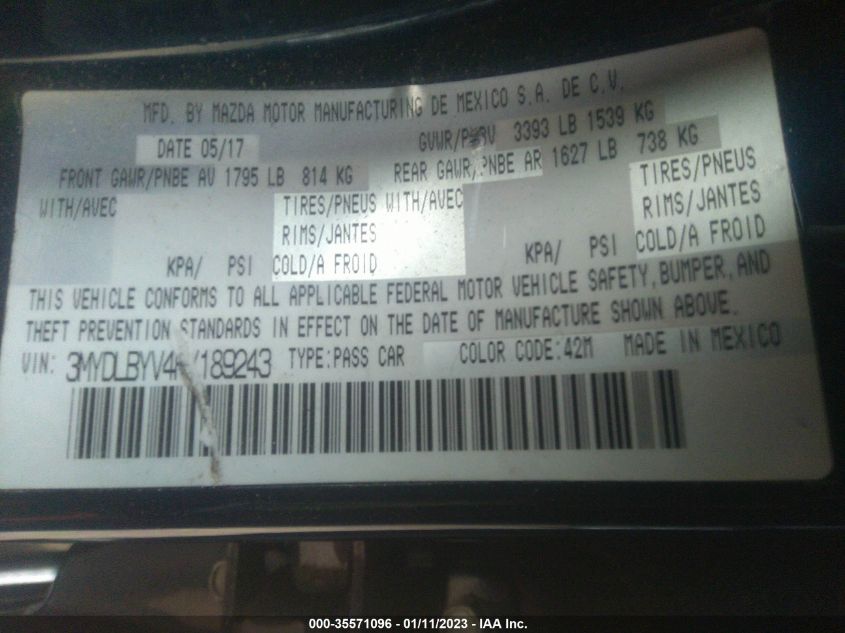 MFD. BY MAZDA MOTOR MANUFACTURING DE MEXICO S.A. DE C.V.
DATE 05/17 GVWR/PNBV 3393 LB 1539 KG
FRONT GAWR/PNBE AV 1795 LB 814 KG REAR GAWR/PNBE AR 1627 LB 738 KG
WITH/AVEC TIRES/PNEUS WITH/AVEC TIRES/PNEUS
RIMS/JANTES RIMS/JANTES
KPA/ PSI COLD/A FROID KPA/ PSI COLD/A FROID
THIS VEHICLE CONFORMS TO ALL APPLICABLE FEDERAL MOTOR VEHICLE SAFETY, BUMPER, AND
THEFT PREVENTION STANDARDS IN EFFECT ON THE DATE OF MANUFACTURE SHOWN ABOVE.
VIN: TYPE:PASS CAR COLOR CODE:42M MADE IN MEXICO
000-35571096 - 01/11/2023 - IAA Inc.